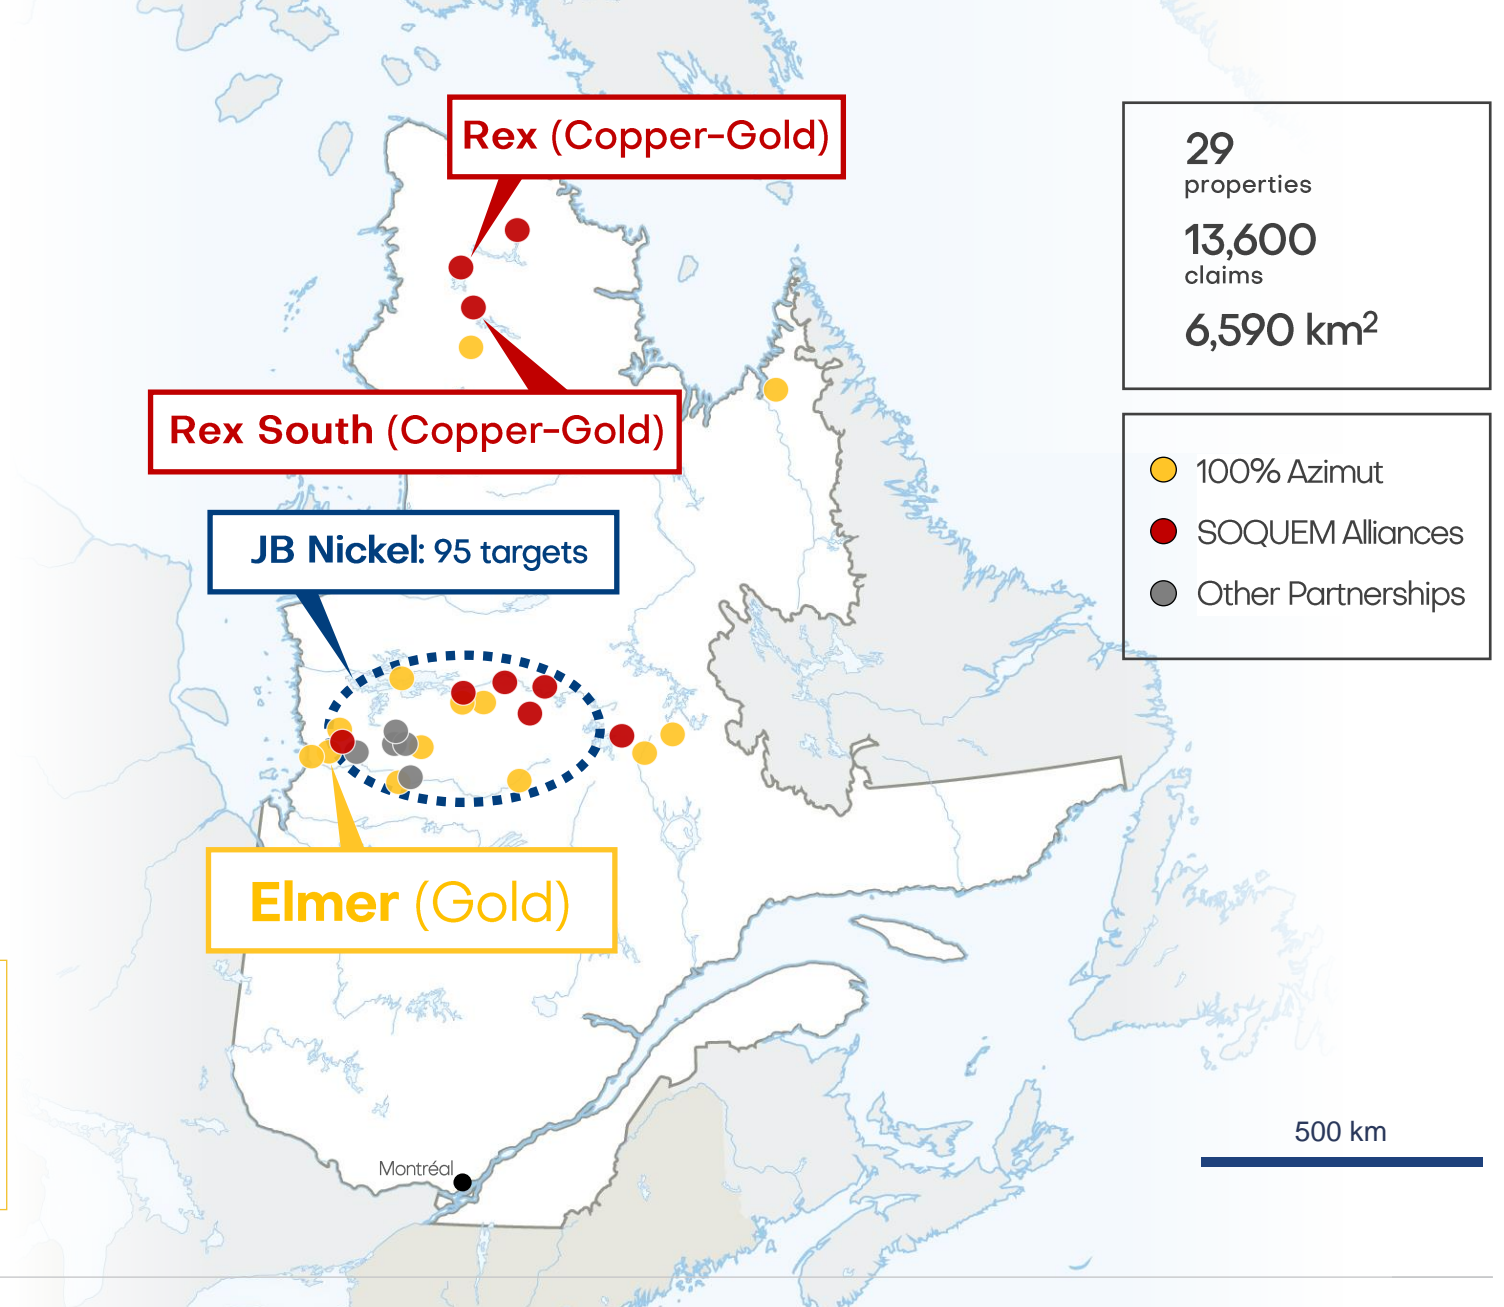 Rex (Copper-Gold)
29
properties
13,600
claims
6,590 km²
Rex South (Copper-Gold)
100% Azimut
SOQUEM Alliances
Other Partnerships
JB Nickel: 95 targets
Elmer (Gold)
500 km
Montréal